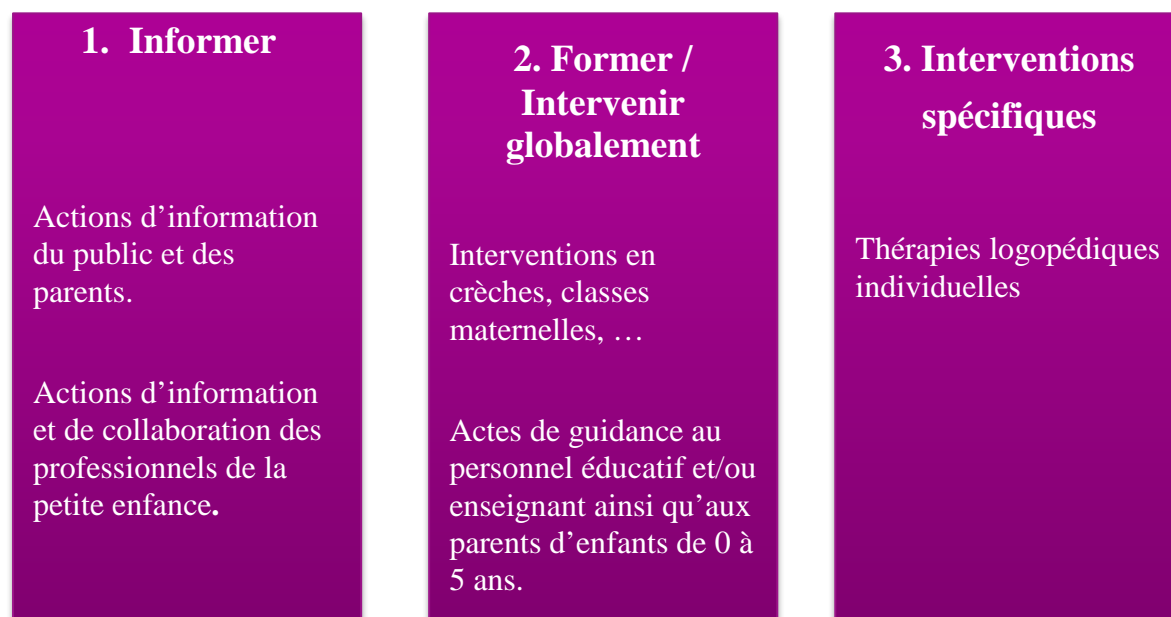 1. Informer
Actions d’information
du public et des
parents.
Actions d’information
et de collaboration des
professionnels de la
petite enfance.
2. Former /
Intervenir
globalement
Interventions en
crèches, classes
maternelles, …
Actes de guidance au
personnel éducatif et/ou
enseignant ainsi qu’aux
parents d’enfants de 0 à
5 ans.
3. Interventions
spécifiques
Thérapies logopédiques
individuelles